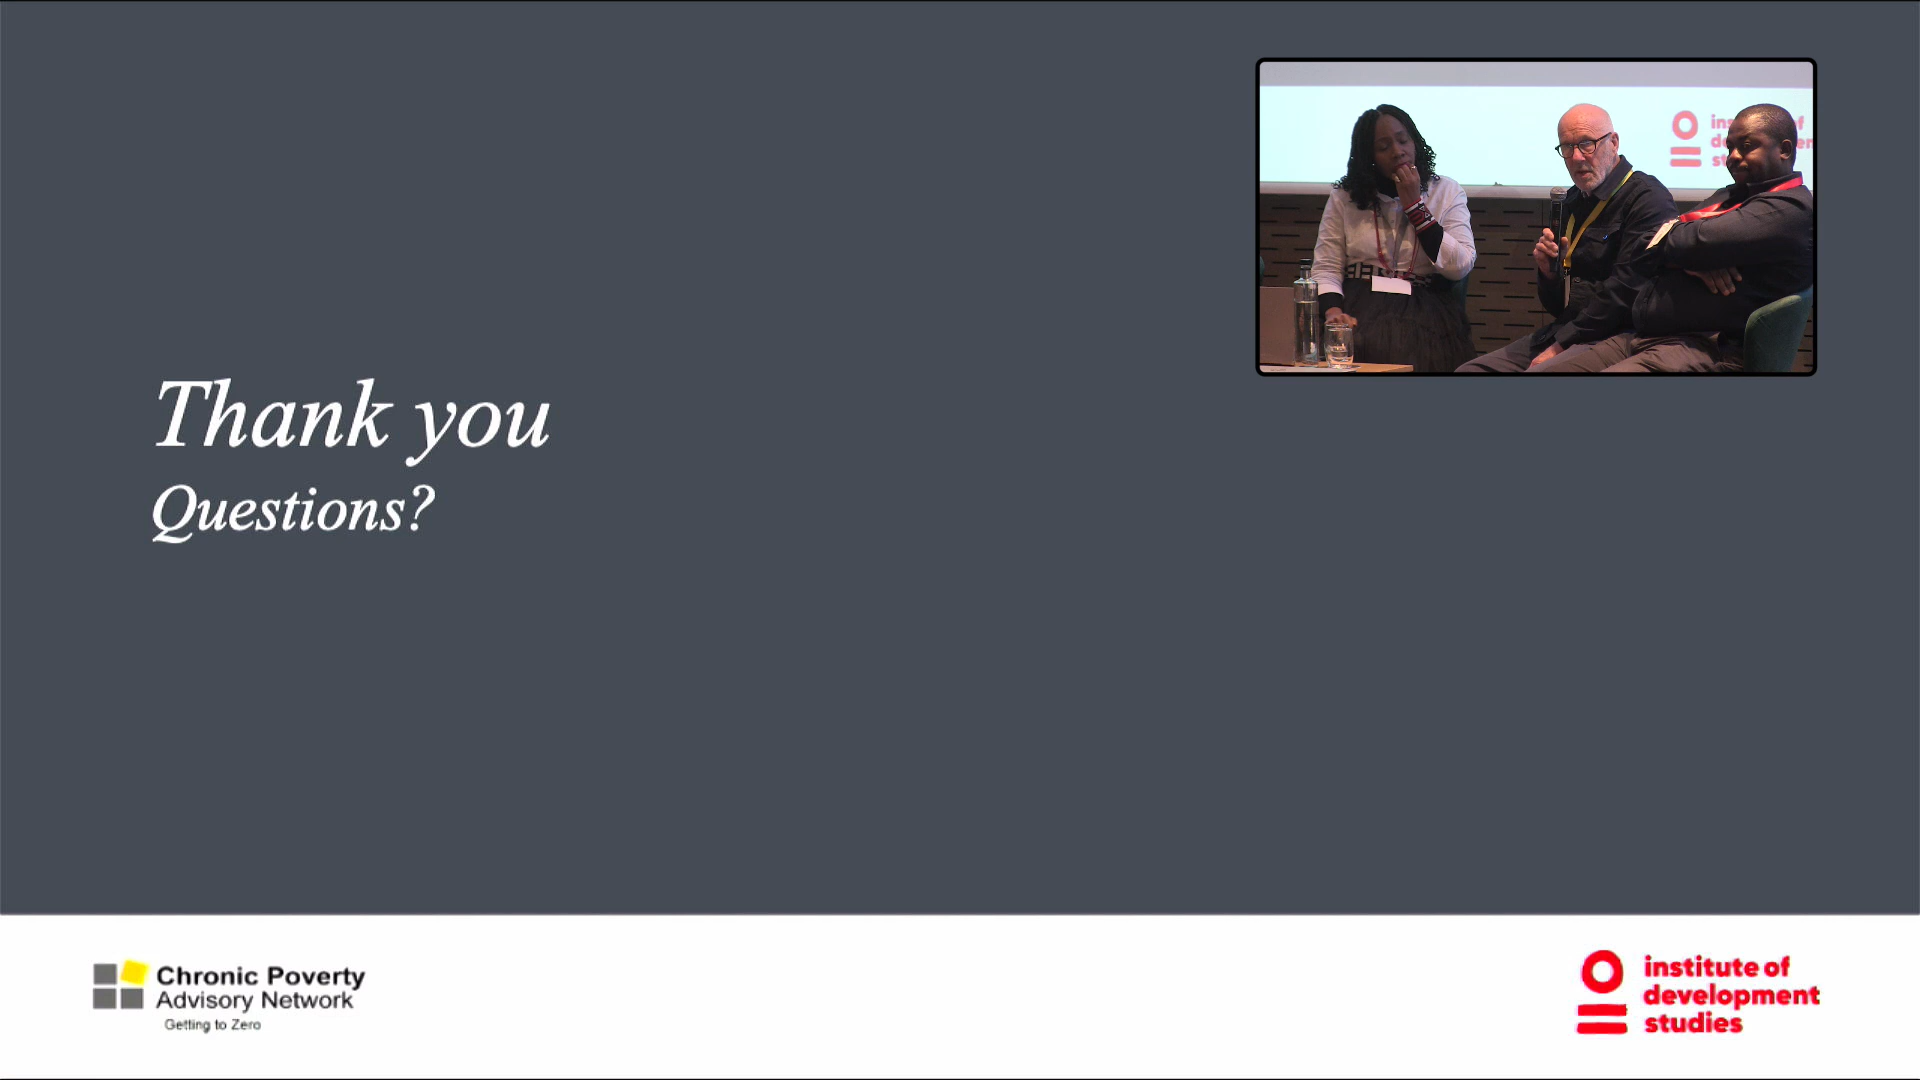 Thank you
Questions?
Chronic Poverty
Advisory Network
Getting to Zero
institute of
development
studies